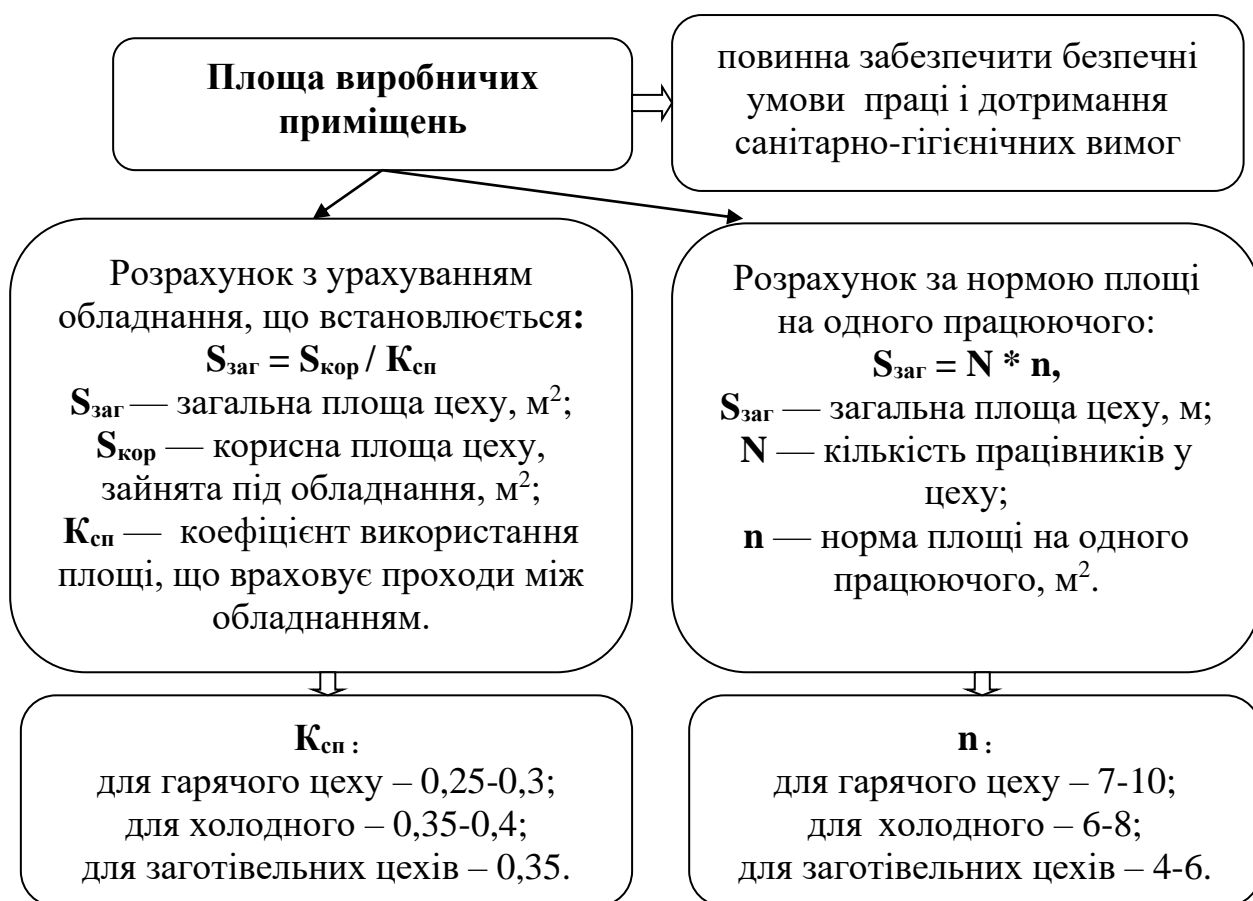 Площа виробничих
приміщень
повинна забезпечити безпечні
умови праці і дотримання
санітарно-гігієнічних вимог
Розрахунок з урахуванням
обладнання, що встановлюється:
Sзаг = Sкор / Ксп
Sзаг — загальна площа цеху, м²;
Sкор — корисна площа цеху,
зайнята під обладнання, м²;
Ксп — коефіцієнт використання
площі, що враховує проходи між
обладнанням.
Розрахунок за нормою площі
на одного працюючого:
Sзаг = N * n,
Sзаг — загальна площа цеху, м;
N — кількість працівників у
цеху;
n — норма площі на одного
працюючого, м².
Ксп :
для гарячого цеху – 0,25-0,3;
для холодного – 0,35-0,4;
для заготівельних цехів – 0,35.
n :
для гарячого цеху – 7-10;
для холодного – 6-8;
для заготівельних цехів – 4-6.